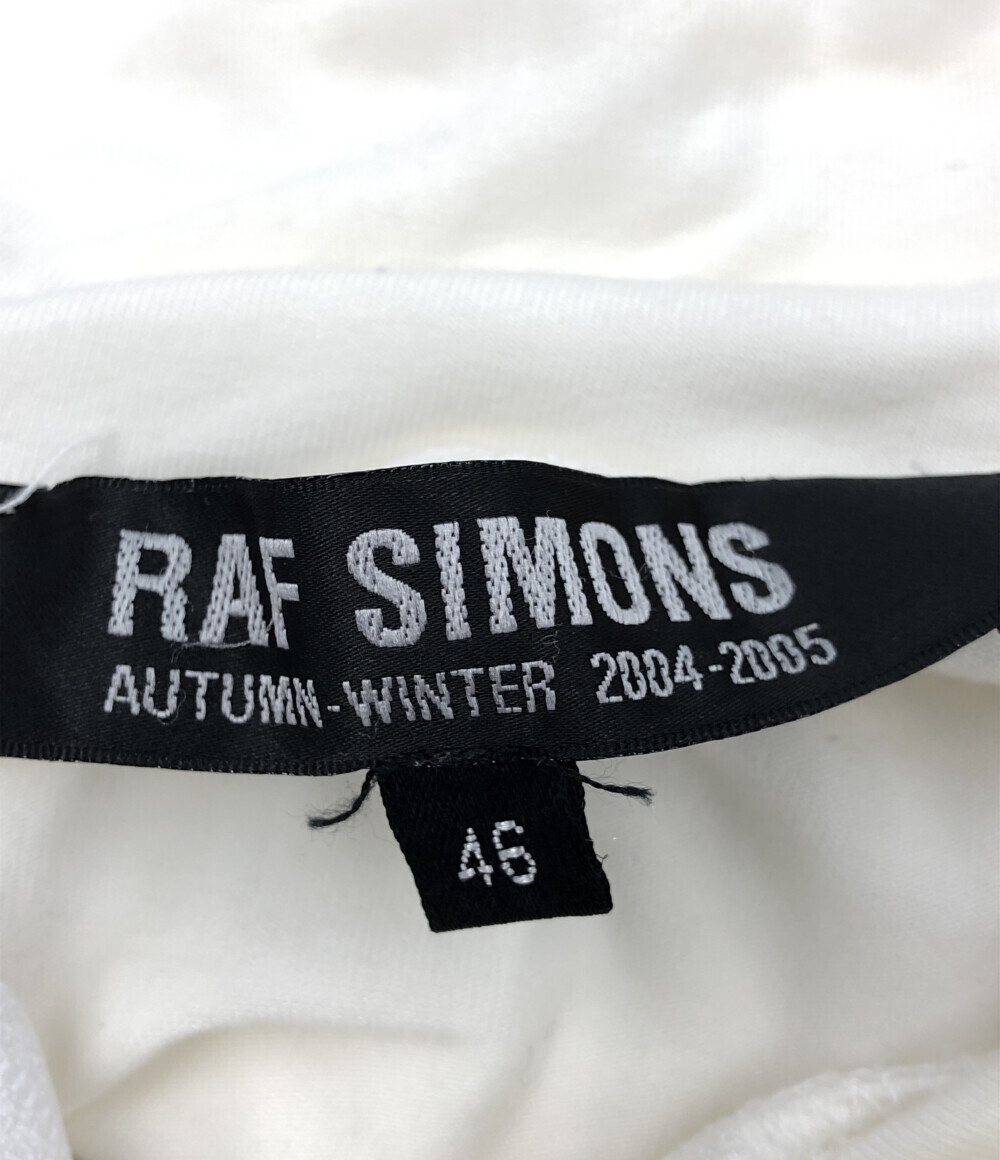 RAF SIMONS
AUTUMN-WINTER 2004-2005
46